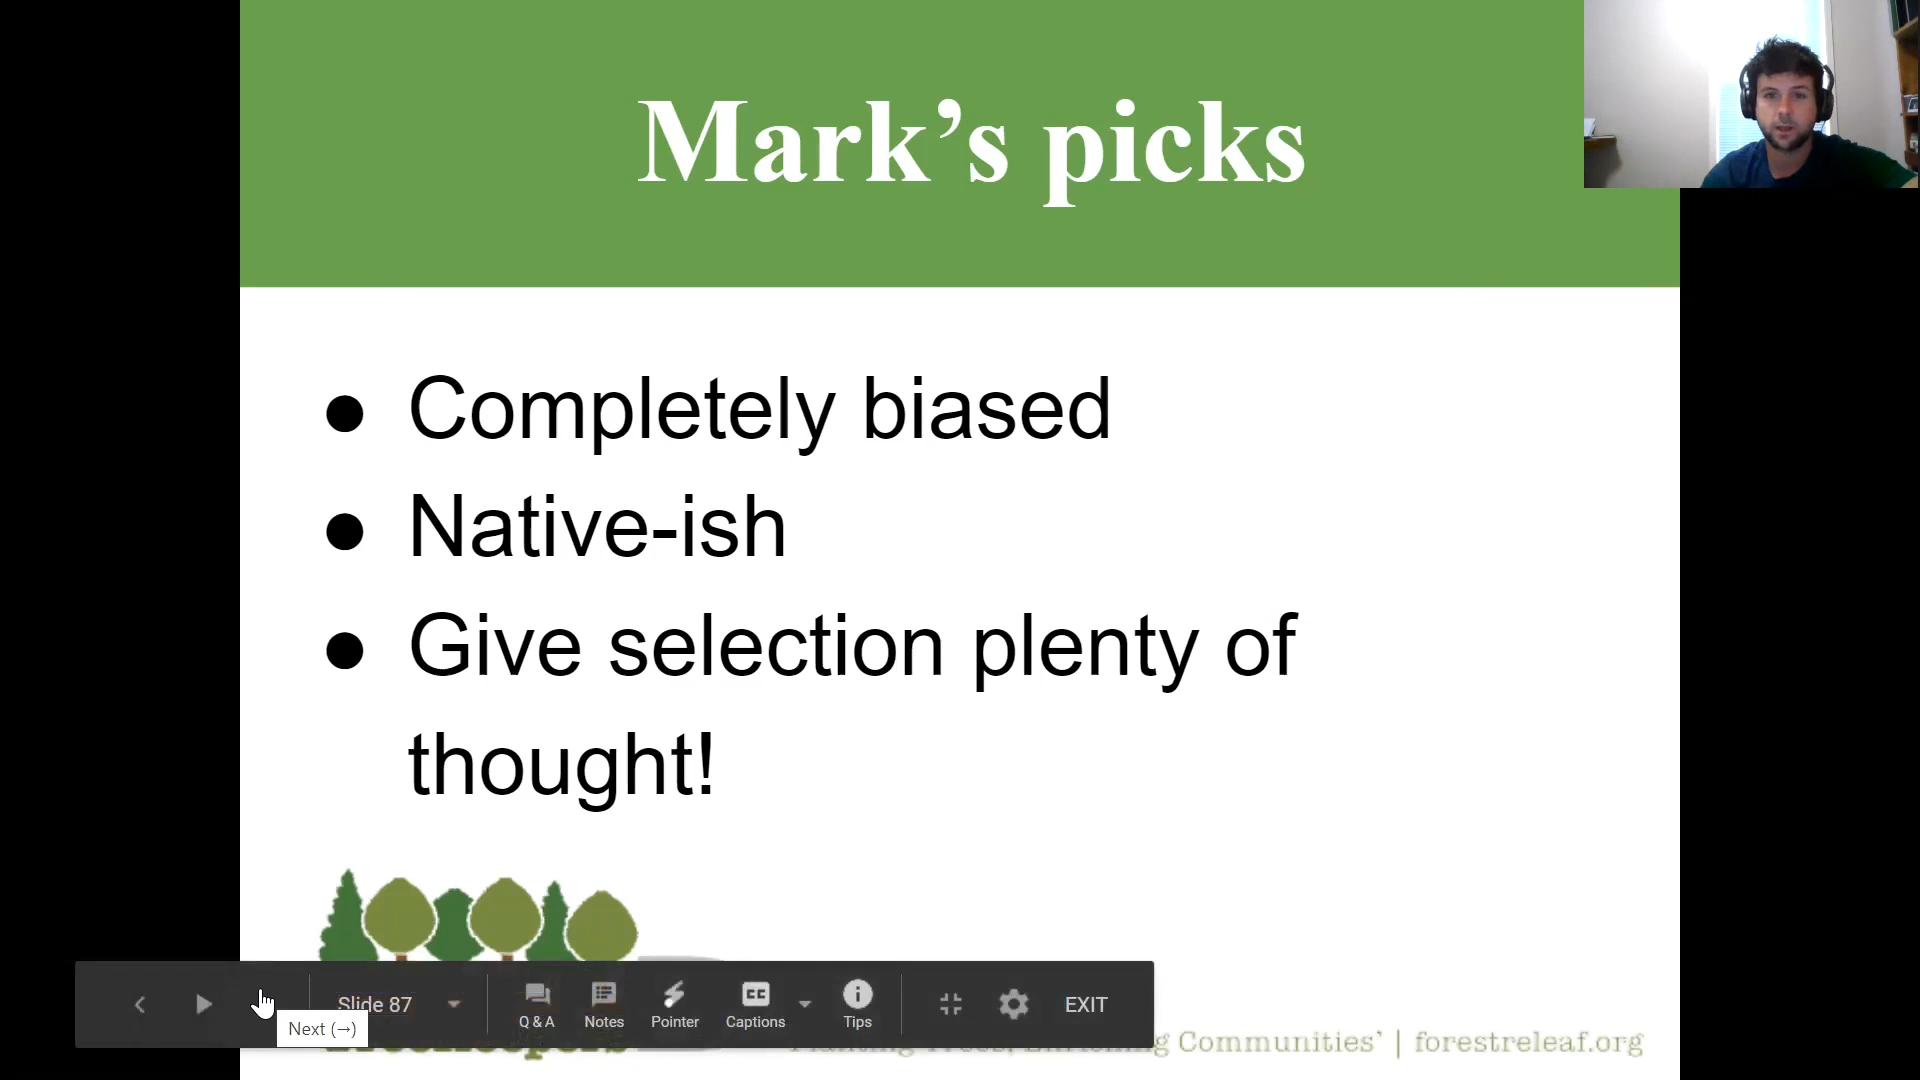 Mark’s picks
● Completely biased
● Native-ish
● Give selection plenty of
thought!
Slide 87
Q & A
Notes
Pointer
CC
Captions
Tips
EXIT
Next (→)
Communities’ | forestreleaf.org